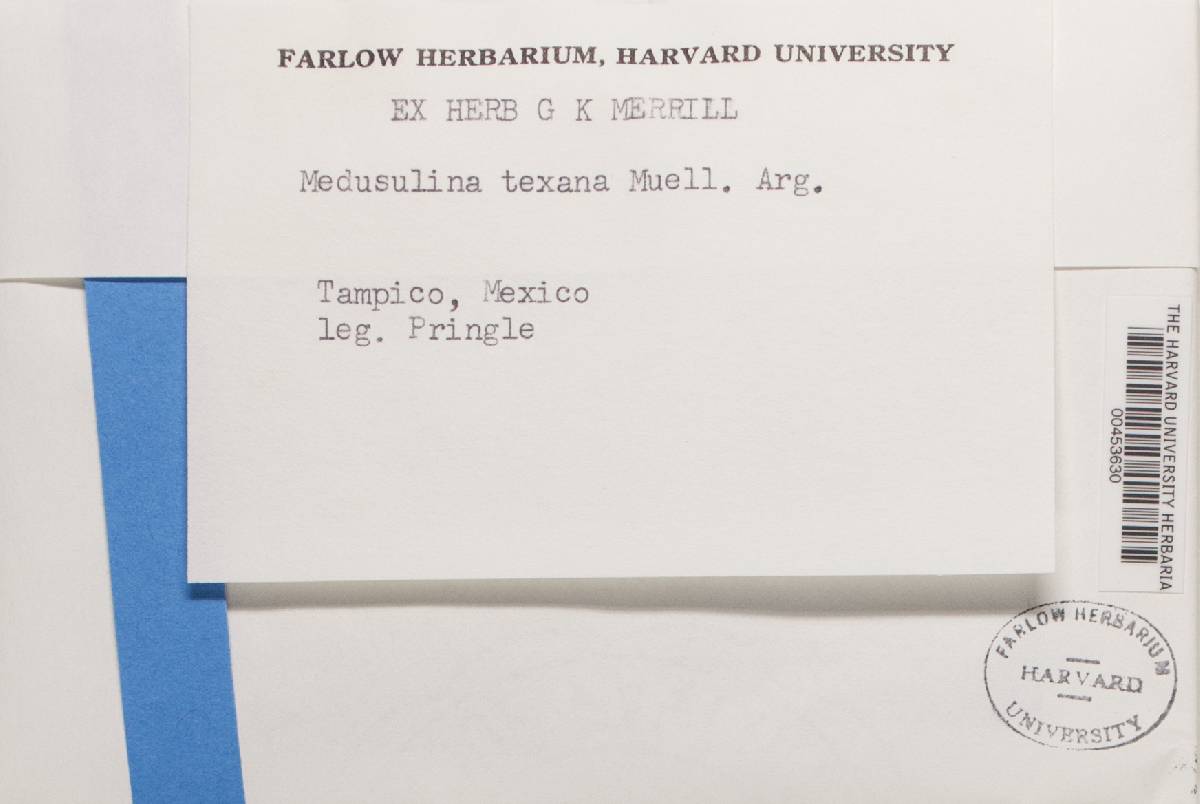 FARLOW HERBARIUM, HARVARD UNIVERSITY
EX HERB G K MERRILL
Medusulina texana Muell. Arg.
Tampico, Mexico
leg. Pringle
THE HARVARD UNIVERSITY HERBARIA
00453630
FARLOW HERBARIUM
HARVARD
UNIVERSITY